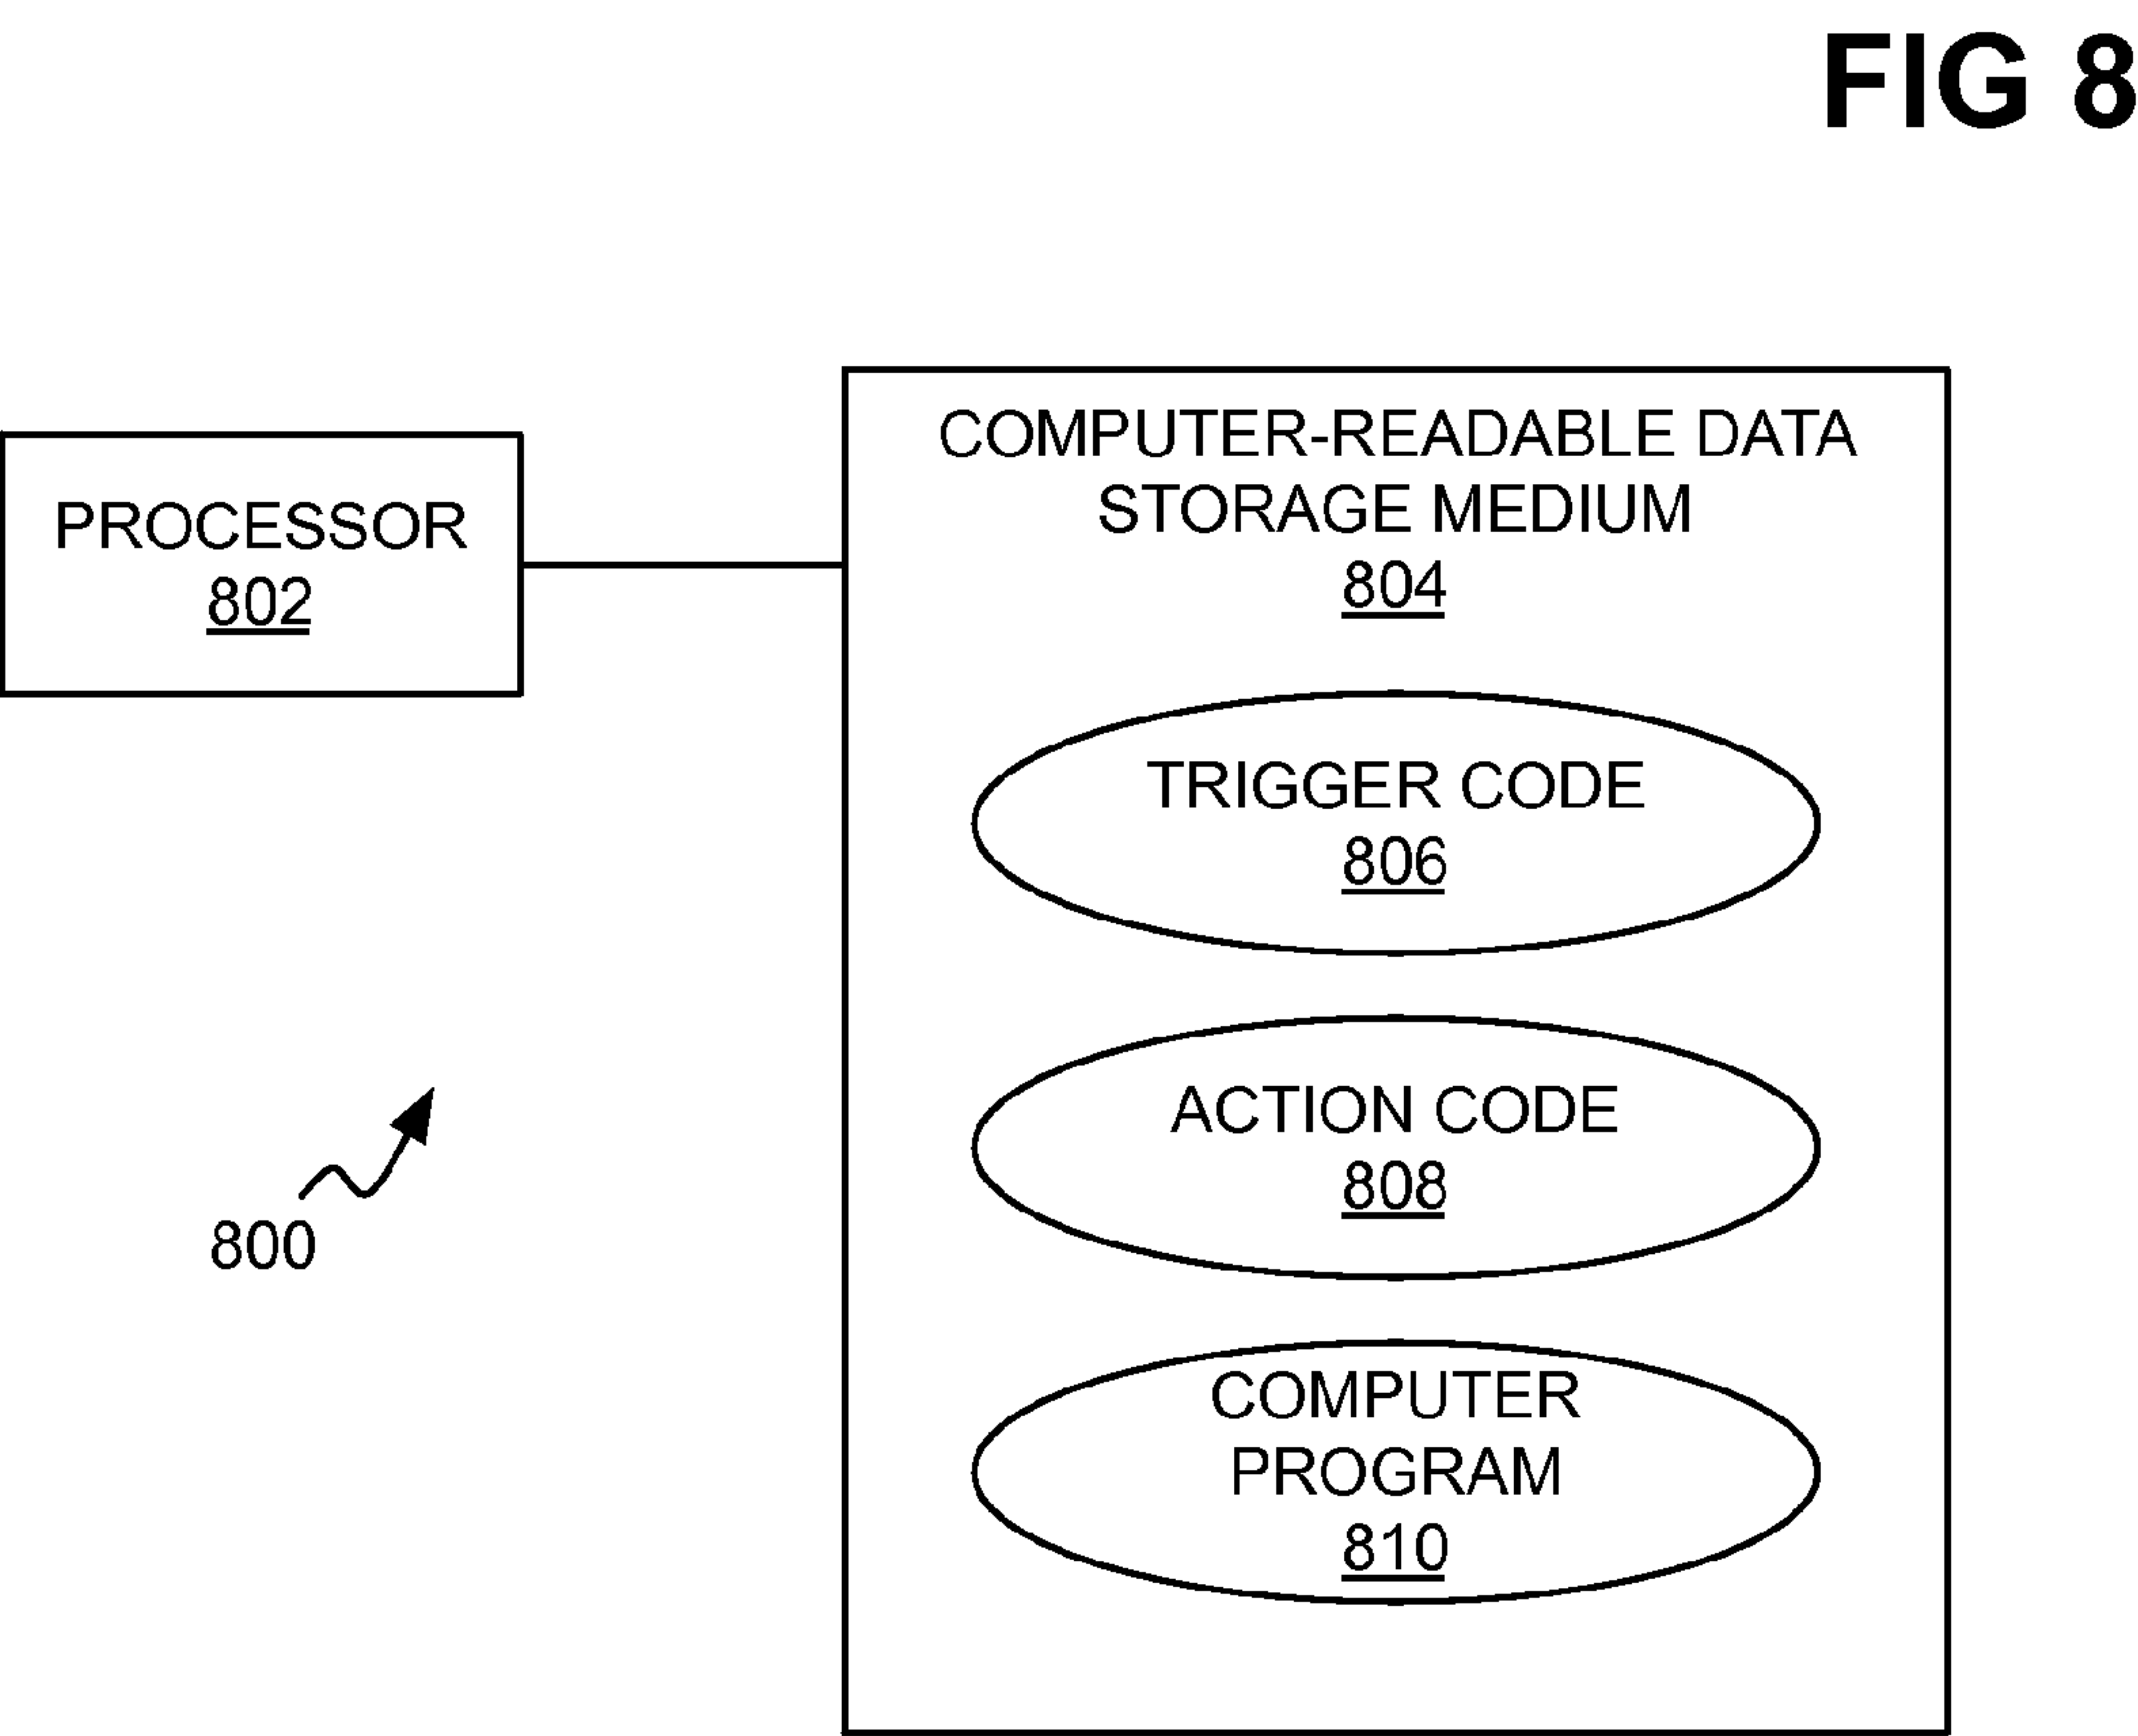 FIG 8
PROCESSOR
802
COMPUTER-READABLE DATA
STORAGE MEDIUM
804
TRIGGER CODE
806
ACTION CODE
808
800
COMPUTER
PROGRAM
810